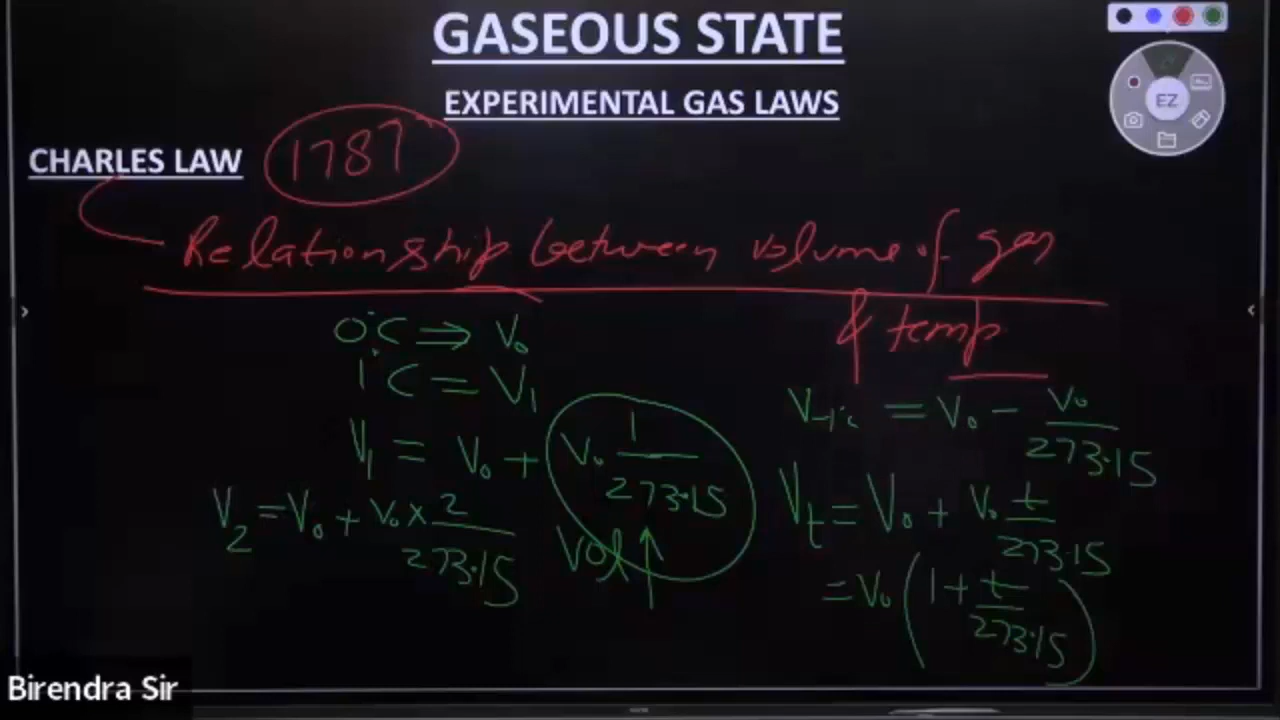 GASEOUS STATE
EXPERIMENTAL GAS LAWS
CHARLES LAW 1787
Relationship between volume of gas
& temp
0°C ⇒ V₀
1°C = V₁
V₁ = V₀ + V₀ 1/273.15
V₂ = V₀ + V₀ × 2/273.15
Vol ↑
V₋₁°c = V₀ − V₀/273.15
Vt = V₀ + V₀ t/273.15
= V₀ (1 + t/273.15)
EZ
Birendra Sir